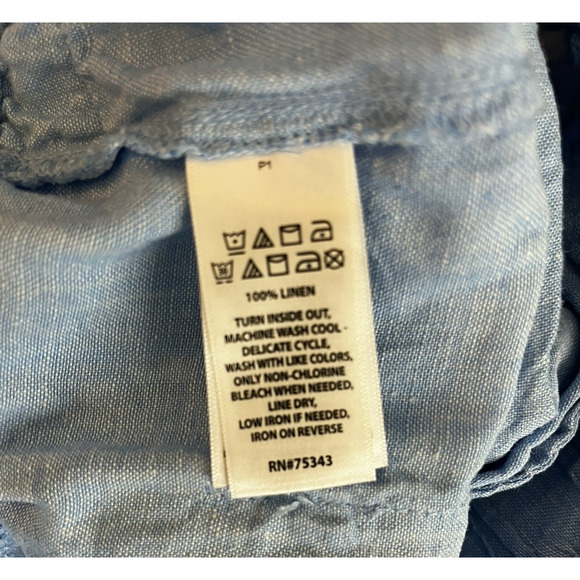 P1
100% LINEN
TURN INSIDE OUT,
MACHINE WASH COOL -
DELICATE CYCLE,
WASH WITH LIKE COLORS,
ONLY NON-CHLORINE
BLEACH WHEN NEEDED,
LINE DRY,
LOW IRON IF NEEDED,
IRON ON REVERSE
RN#75343